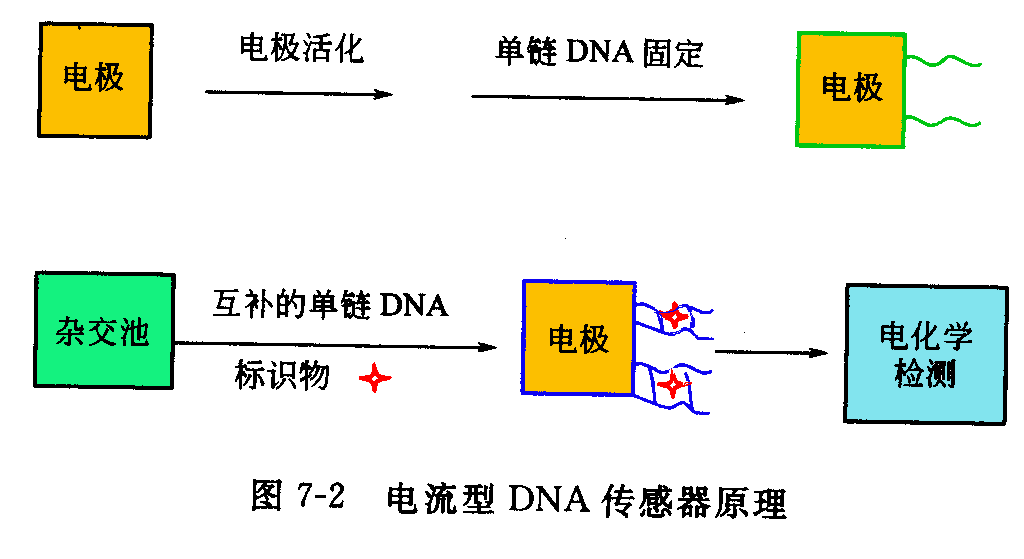 电极
电极活化
单链 DNA 固定
电极
杂交池
互补的单链 DNA
标识物
电极
电化学
检测
图 7-2 电流型 DNA 传感器原理